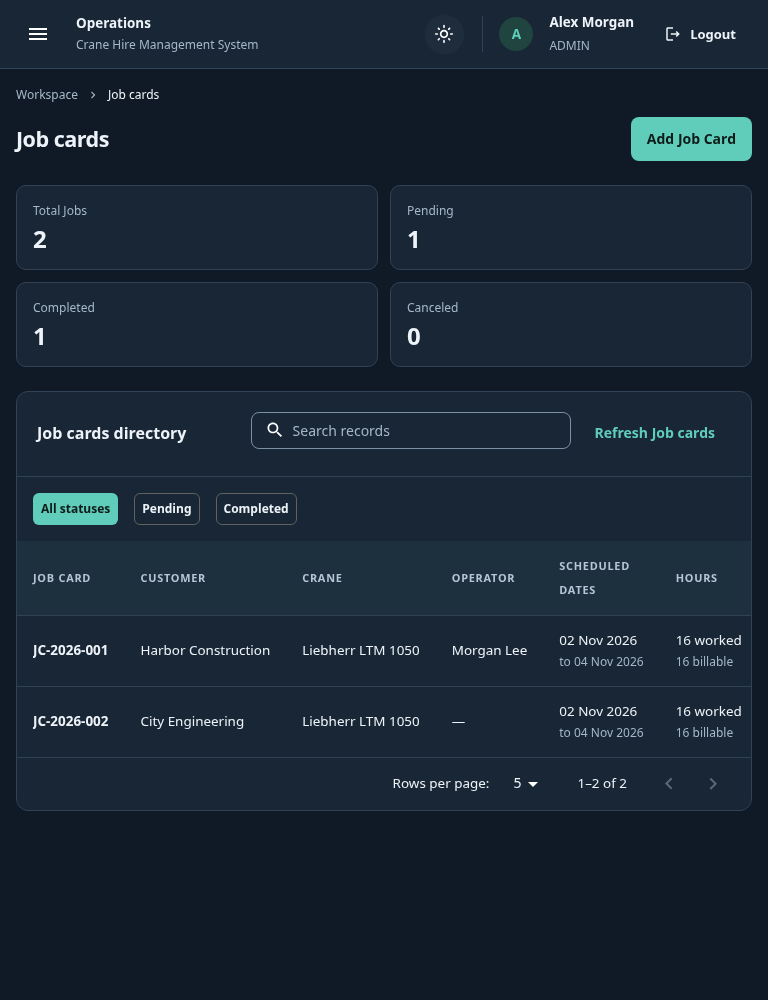 Operations
Crane Hire Management System
A
Alex Morgan
ADMIN
Logout
Workspace
Job cards
Job cards
Add Job Card
Total Jobs
2
Pending
1
Completed
1
Canceled
0
Job cards directory
Search records
Refresh Job cards
All statuses
Pending
Completed
JOB CARD
CUSTOMER
CRANE
OPERATOR
SCHEDULED
DATES
HOURS
JC-2026-001
Harbor Construction
Liebherr LTM 1050
Morgan Lee
02 Nov 2026
to 04 Nov 2026
16 worked
16 billable
JC-2026-002
City Engineering
Liebherr LTM 1050
—
02 Nov 2026
to 04 Nov 2026
16 worked
16 billable
Rows per page:
5
1–2 of 2